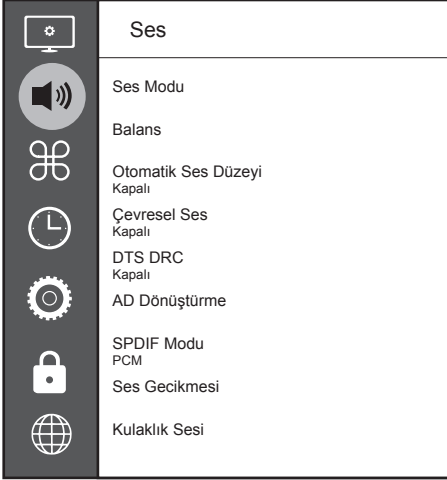 Ses
Ses Modu
Balans
Otomatik Ses Düzeyi
Kapalı
Çevresel Ses
Kapalı
DTS DRC
Kapalı
AD Dönüştürme
SPDIF Modu
PCM
Ses Gecikmesi
Kulaklık Sesi